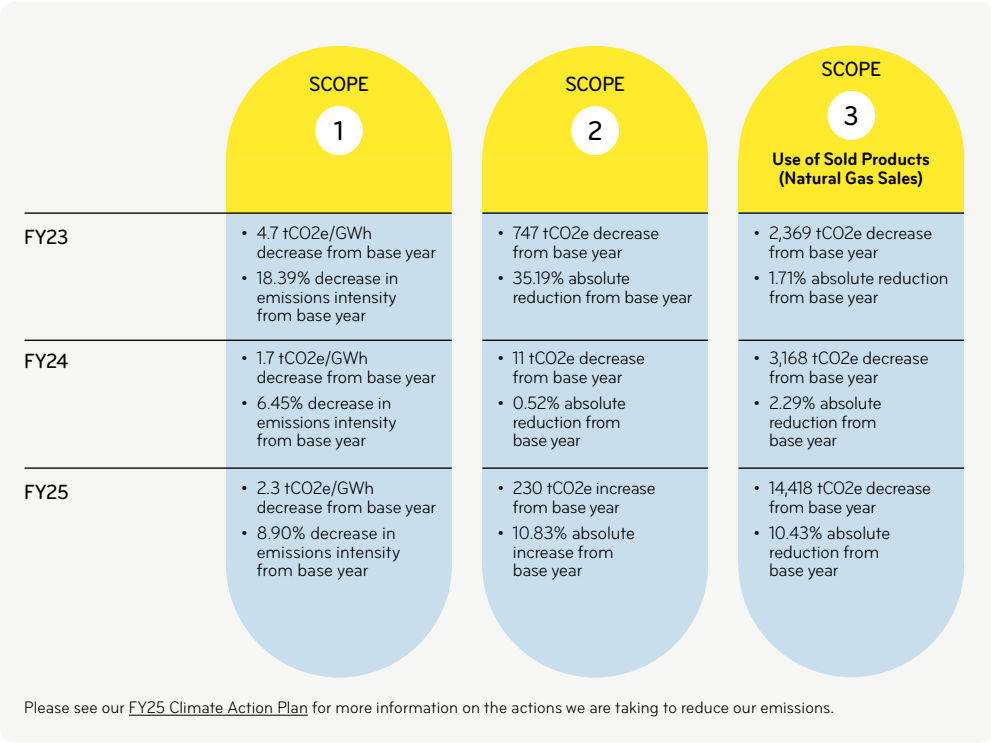 SCOPE
1
SCOPE
2
SCOPE
3
Use of Sold Products
(Natural Gas Sales)
FY23
• 4.7 tCO2e/GWh
decrease from base year
• 18.39% decrease in
emissions intensity
from base year
• 747 tCO2e decrease
from base year
• 35.19% absolute
reduction from base year
• 2,369 tCO2e decrease
from base year
• 1.71% absolute reduction
from base year
FY24
• 1.7 tCO2e/GWh
decrease from base year
• 6.45% decrease in
emissions intensity
from base year
• 11 tCO2e decrease
from base year
• 0.52% absolute
reduction from
base year
• 3,168 tCO2e decrease
from base year
• 2.29% absolute
reduction from
base year
FY25
• 2.3 tCO2e/GWh
decrease from base year
• 8.90% decrease in
emissions intensity
from base year
• 230 tCO2e increase
from base year
• 10.83% absolute
increase from
base year
• 14,418 tCO2e decrease
from base year
• 10.43% absolute
reduction from
base year
Please see our FY25 Climate Action Plan for more information on the actions we are taking to reduce our emissions.